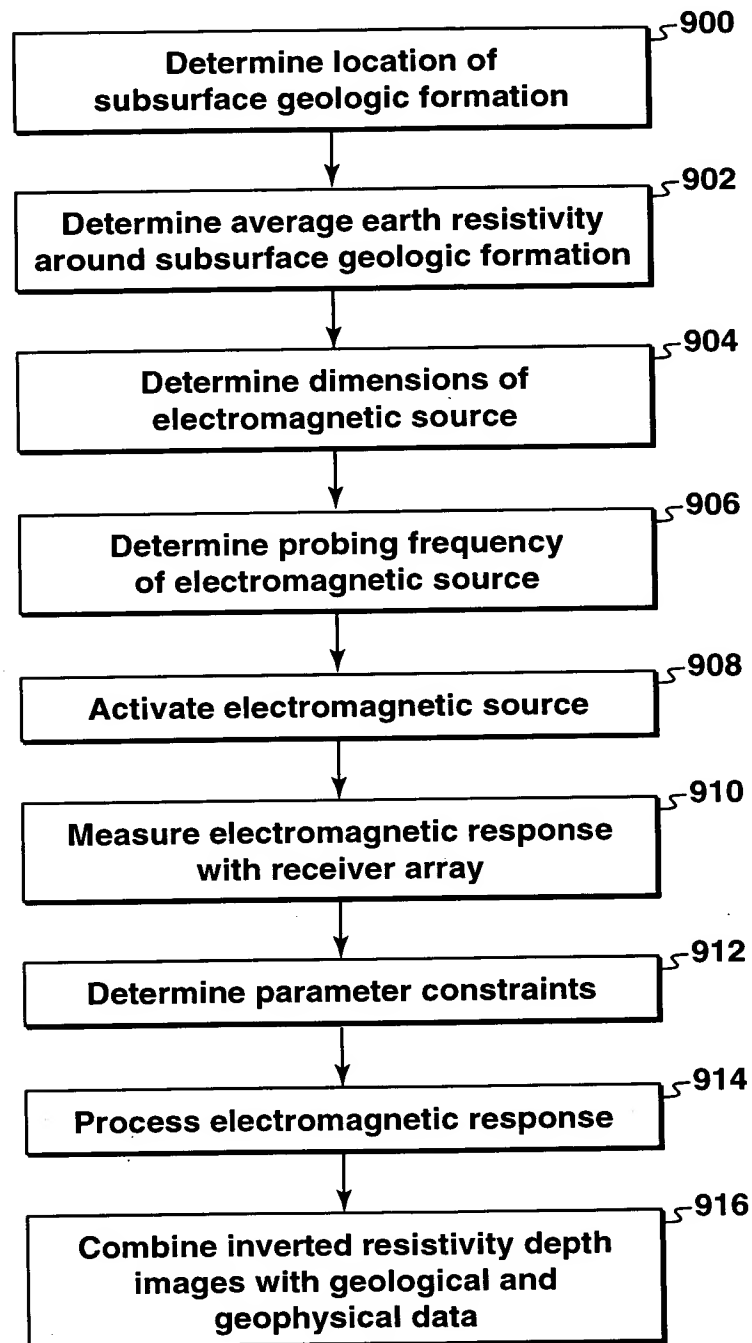 900
Determine location of
subsurface geologic formation
902
Determine average earth resistivity
around subsurface geologic formation
904
Determine dimensions of
electromagnetic source
906
Determine probing frequency
of electromagnetic source
908
Activate electromagnetic source
910
Measure electromagnetic response
with receiver array
912
Determine parameter constraints
914
Process electromagnetic response
916
Combine inverted resistivity depth
images with geological and
geophysical data